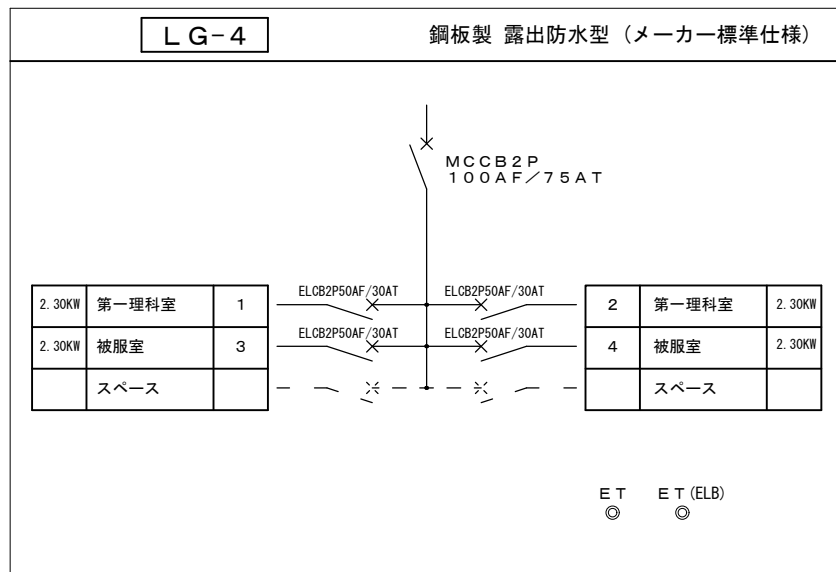 LG-4
鋼板製 露出防水型（メーカー標準仕様）
MCCB2P
100AF／75AT
2.30KW 第一理科室 1 ELCB2P50AF/30AT ELCB2P50AF/30AT 2 第一理科室 2.30KW
2.30KW 被服室 3 ELCB2P50AF/30AT ELCB2P50AF/30AT 4 被服室 2.30KW
スペース スペース
ET ET(ELB)